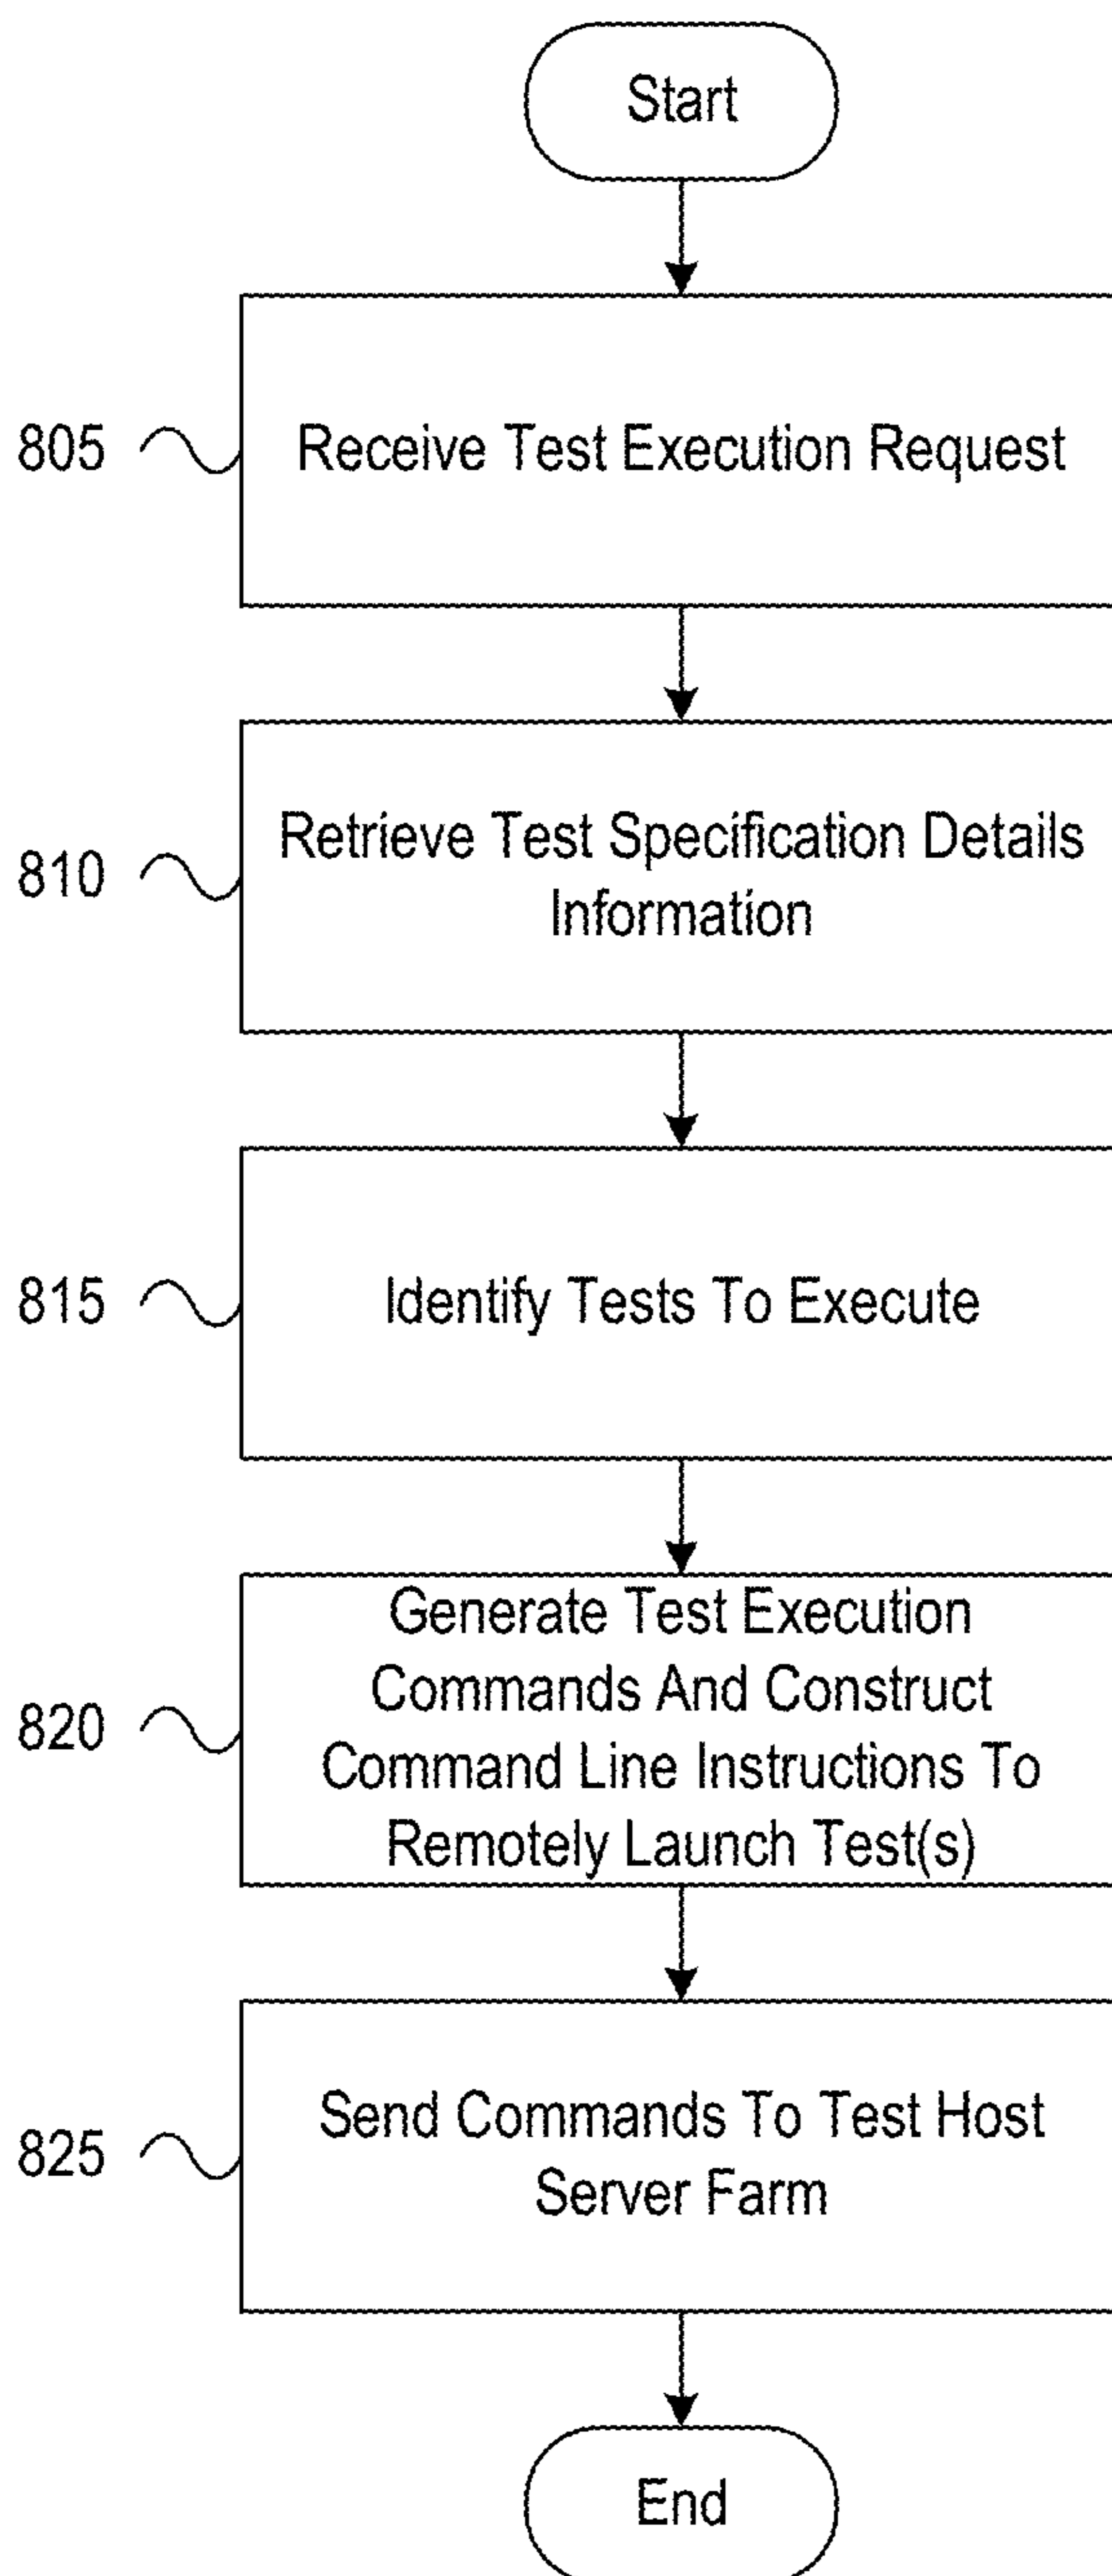 Start
805
Receive Test Execution Request
810
Retrieve Test Specification Details
Information
815
Identify Tests To Execute
820
Generate Test Execution
Commands And Construct
Command Line Instructions To
Remotely Launch Test(s)
825
Send Commands To Test Host
Server Farm
End